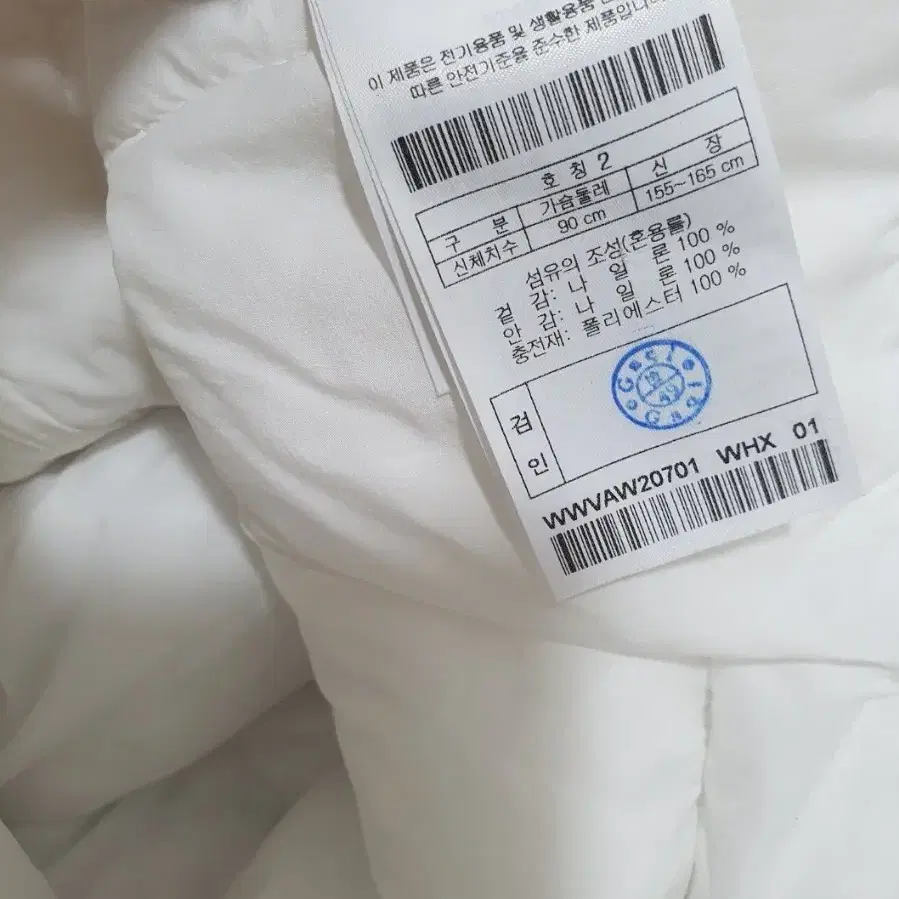 이 제품은 전기용품 및 생활용품
따른 안전기준을 준수한 제품입니다
호 칭 2
구 분 가슴둘레 신 장
신체치수 90 cm 155~165 cm
섬유의 조성(혼용률)
겉 감: 나 일 론 100 %
안 감: 나 일 론 100 %
충전재: 폴리에스터 100 %
검
인
WWVAW20701 WHX 01